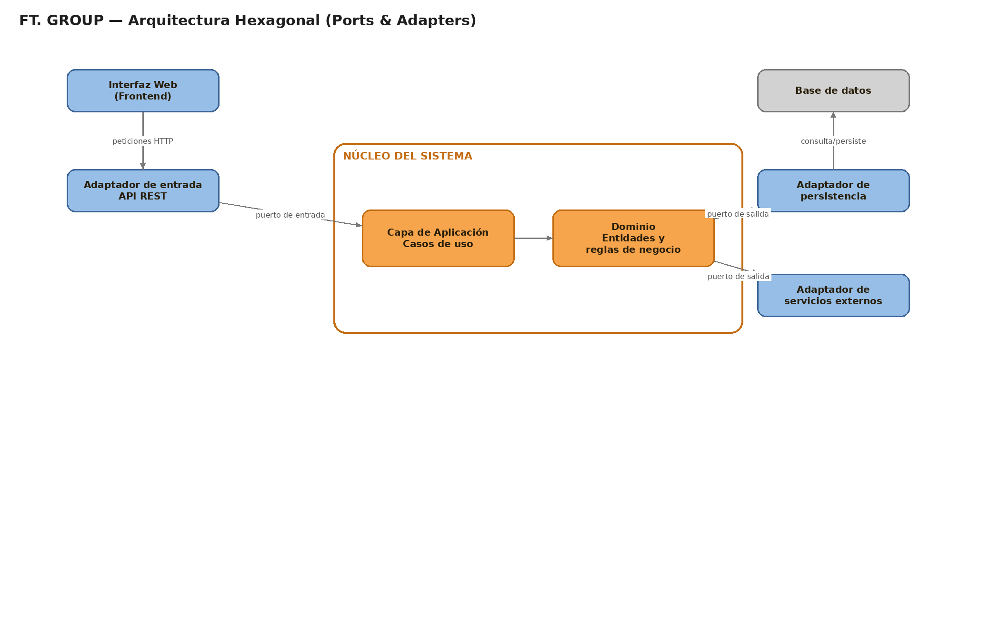 FT. GROUP — Arquitectura Hexagonal (Ports & Adapters)
Interfaz Web
(Frontend)
peticiones HTTP
Adaptador de entrada
API REST
puerto de entrada
NÚCLEO DEL SISTEMA
Capa de Aplicación
Casos de uso
Dominio
Entidades y
reglas de negocio
puerto de salida
puerto de salida
Base de datos
consulta/persiste
Adaptador de
persistencia
Adaptador de
servicios externos